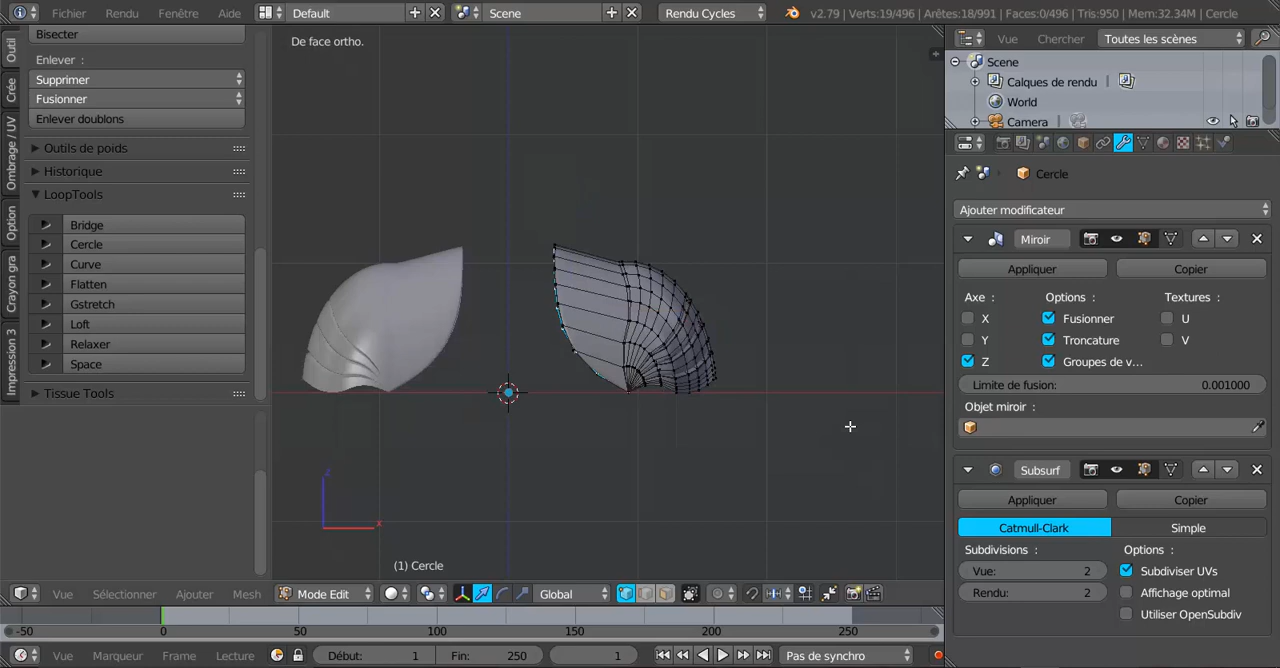 Fichier Rendu Fenêtre Aide Default Scene Rendu Cycles v2.79 | Verts:19/496 | Arêtes:18/991 | Faces:0/496 | Tris:950 | Mem:32.34M | Cercle
Outil
Crée
Ombrage / UV
Option
Crayon gra
Impression 3
Bisecter
Enlever :
Supprimer
Fusionner
Enlever doublons
Outils de poids
Historique
LoopTools
Bridge
Cercle
Curve
Flatten
Gstretch
Loft
Relaxer
Space
Tissue Tools
De face ortho.
z
x
(1) Cercle
Vue Sélectionner Ajouter Mesh Mode Edit Global
-50 0 50 100 150 200 250
Vue Marqueur Frame Lecture Début: 1 Fin: 250 1 Pas de synchro
Vue Chercher Toutes les scènes
Scene
Calques de rendu
World
Camera
Cercle
Ajouter modificateur
Miroir
Appliquer Copier
Axe : Options : Textures :
X Fusionner U
Y Troncature V
Z Groupes de v...
Limite de fusion: 0.001000
Objet miroir :
Subsurf
Appliquer Copier
Catmull-Clark Simple
Subdivisions : Options :
Vue: 2 Subdiviser UVs
Rendu: 2 Affichage optimal
Utiliser OpenSubdiv